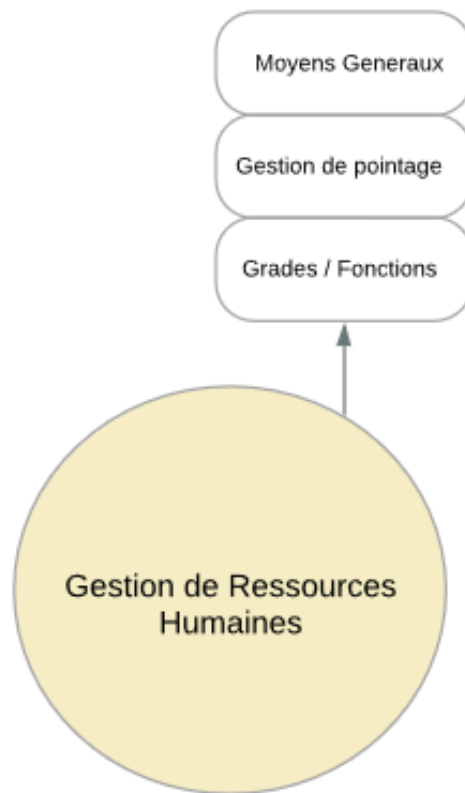 Moyens Generaux
Gestion de pointage
Grades / Fonctions
Gestion de Ressources
Humaines